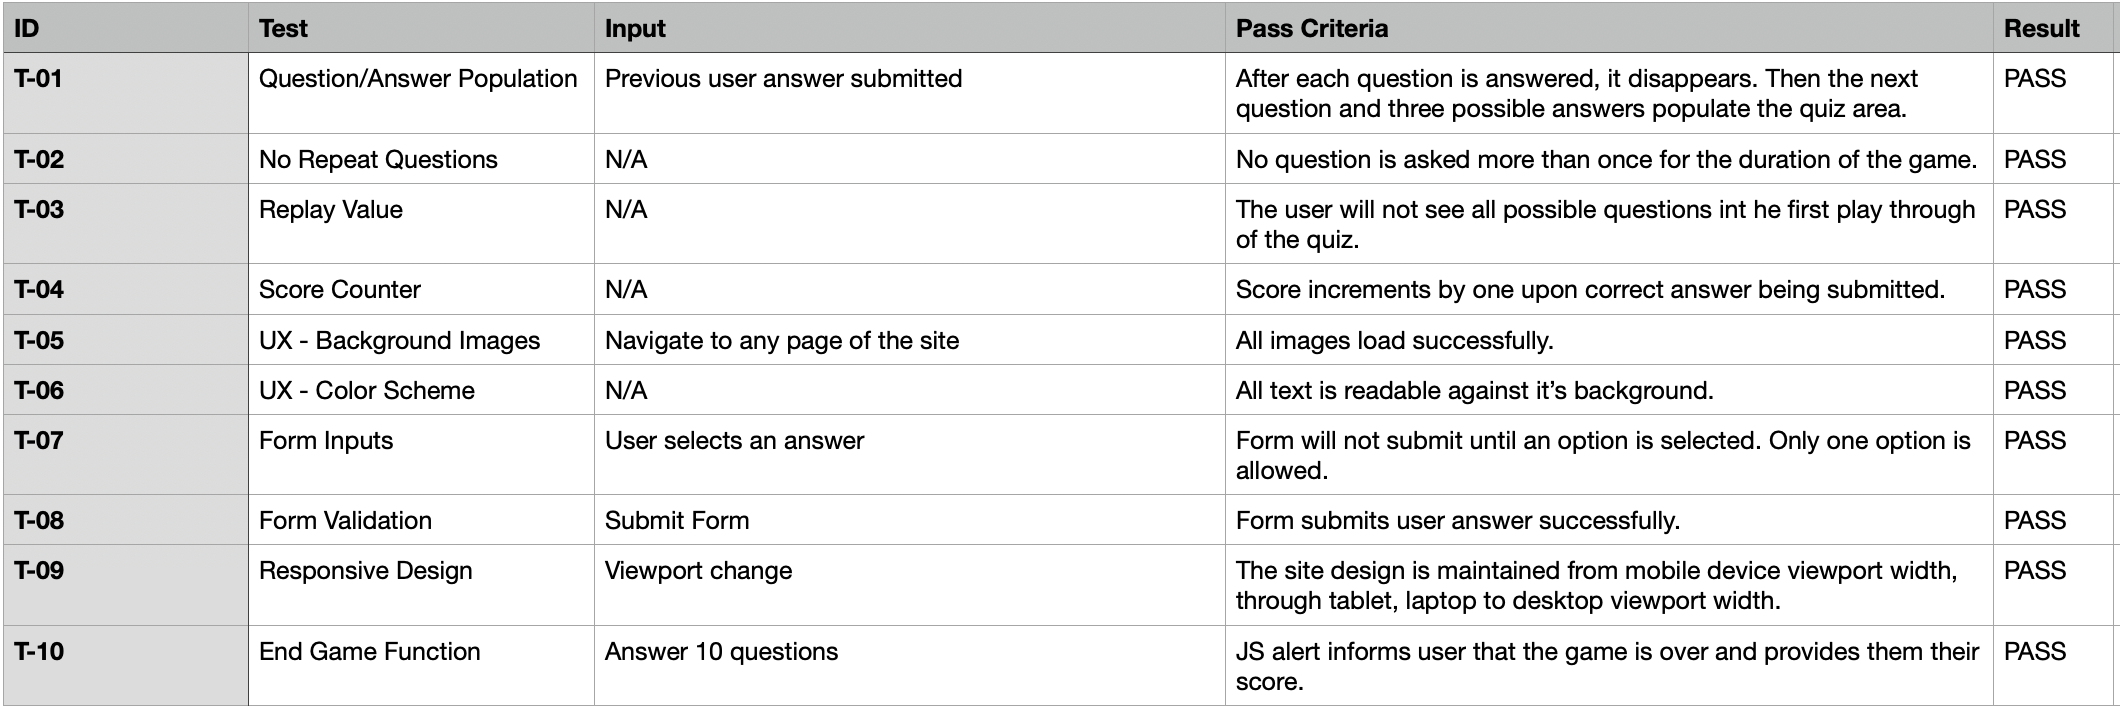 ID Test Input Pass Criteria Result
T-01 Question/Answer Population Previous user answer submitted After each question is answered, it disappears. Then the next PASS
question and three possible answers populate the quiz area.
T-02 No Repeat Questions N/A No question is asked more than once for the duration of the game. PASS
T-03 Replay Value N/A The user will not see all possible questions int he first play through PASS
of the quiz.
T-04 Score Counter N/A Score increments by one upon correct answer being submitted. PASS
T-05 UX - Background Images Navigate to any page of the site All images load successfully. PASS
T-06 UX - Color Scheme N/A All text is readable against it’s background. PASS
T-07 Form Inputs User selects an answer Form will not submit until an option is selected. Only one option is PASS
allowed.
T-08 Form Validation Submit Form Form submits user answer successfully. PASS
T-09 Responsive Design Viewport change The site design is maintained from mobile device viewport width, PASS
through tablet, laptop to desktop viewport width.
T-10 End Game Function Answer 10 questions JS alert informs user that the game is over and provides them their PASS
score.